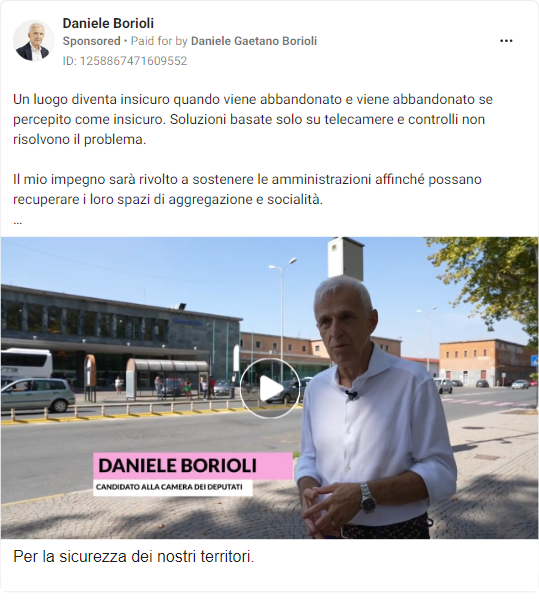 Daniele Borioli
Sponsored • Paid for by Daniele Gaetano Borioli
ID: 1258867471609552
Un luogo diventa insicuro quando viene abbandonato e viene abbandonato se
percepito come insicuro. Soluzioni basate solo su telecamere e controlli non
risolvono il problema.
Il mio impegno sarà rivolto a sostenere le amministrazioni affinché possano
recuperare i loro spazi di aggregazione e socialità.
...
DANIELE BORIOLI
CANDIDATO ALLA CAMERA DEI DEPUTATI
Per la sicurezza dei nostri territori.